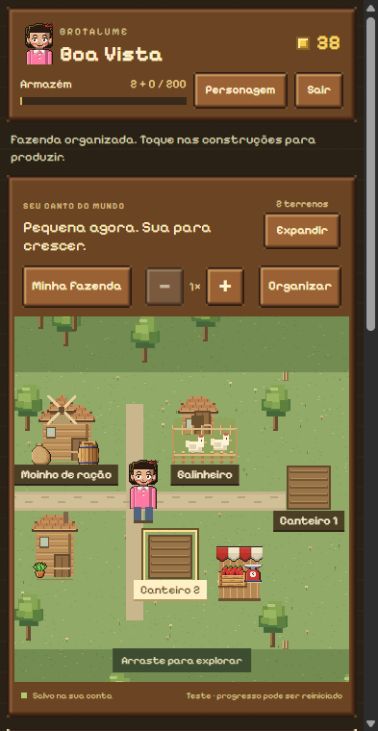 BROTALUME
Boa Vista
38
Armazém
2 + 0 / 200
Personagem
Sair
Fazenda organizada. Toque nas construções para
produzir.
SEU CANTO DO MUNDO
2 terrenos
Pequena agora. Sua para
crescer.
Expandir
Minha Fazenda
−
1×
+
Organizar
Moinho de ração
Galinheiro
Canteiro 1
Canteiro 2
Arraste para explorar
Salvo na sua conta
Teste · progresso pode ser reiniciado